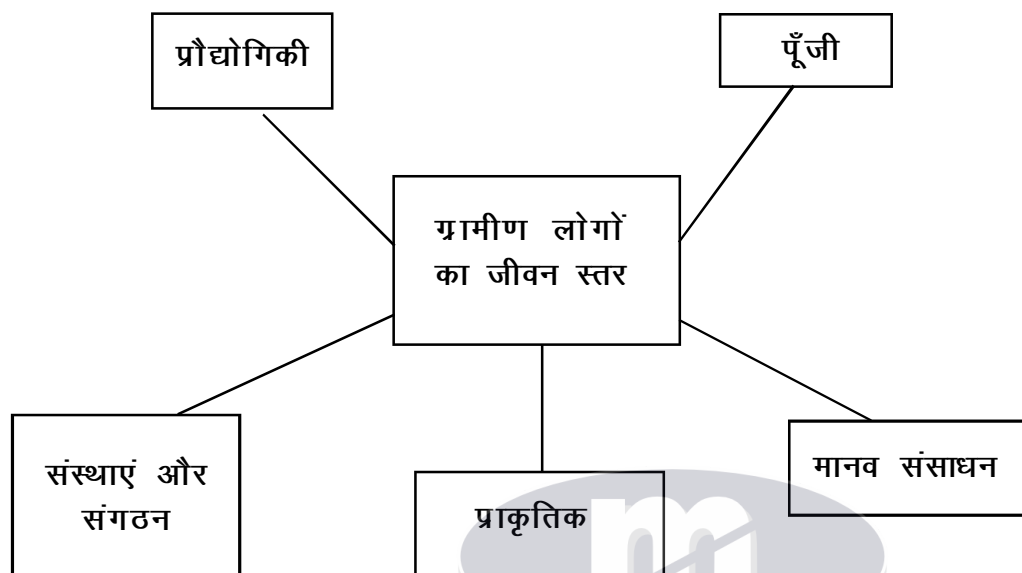 प्रौद्योगिकी
पूँजी
ग्रामीण लोगों
का जीवन स्तर
संस्थाएं और
संगठन
प्राकृतिक
मानव संसाधन